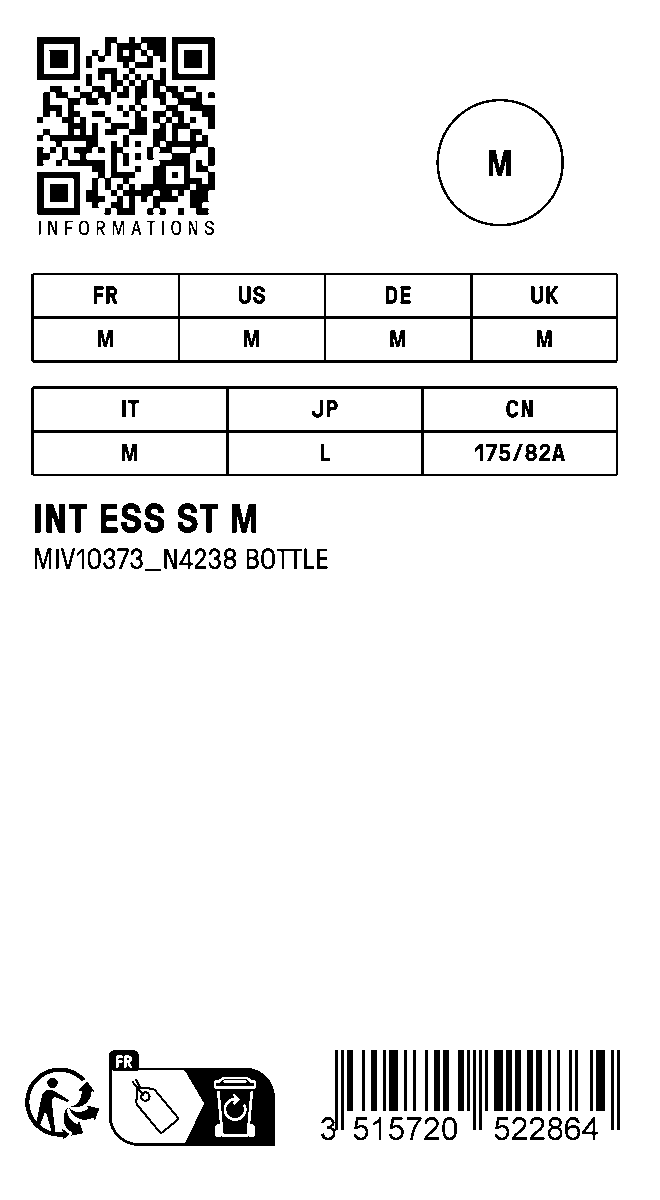 INFORMATIONS
M
FR US DE UK
M M M M
IT JP CN
M L 175/82A
INT ESS ST M
MIV10373_N4238 BOTTLE
FR
3 515720 522864